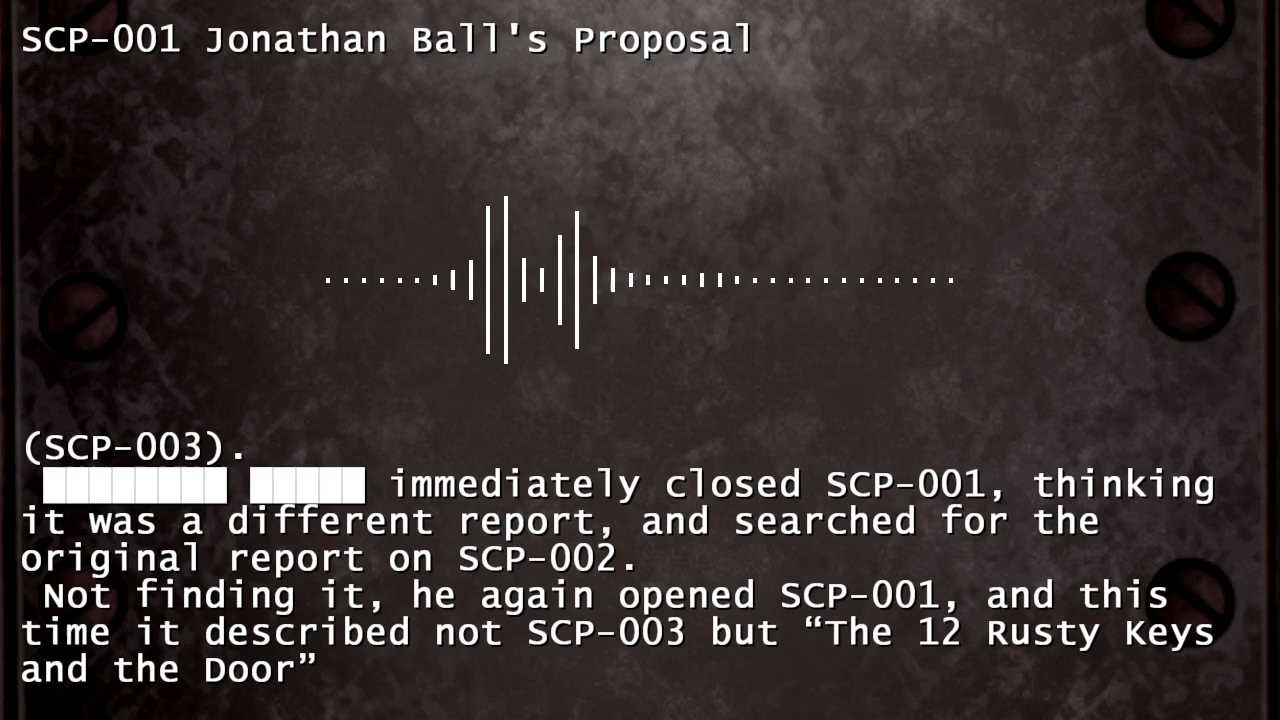 SCP-001 Jonathan Ball's Proposal
(SCP-003).
████████ █████ immediately closed SCP-001, thinking
it was a different report, and searched for the
original report on SCP-002.
Not finding it, he again opened SCP-001, and this
time it described not SCP-003 but “The 12 Rusty Keys
and the Door”